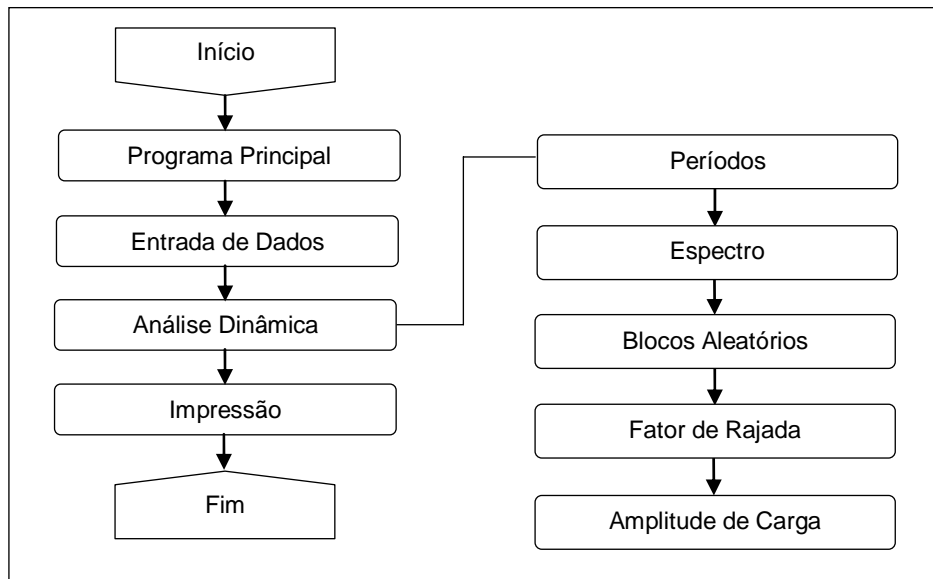 Início
Programa Principal
Entrada de Dados
Análise Dinâmica
Impressão
Fim
Períodos
Espectro
Blocos Aleatórios
Fator de Rajada
Amplitude de Carga